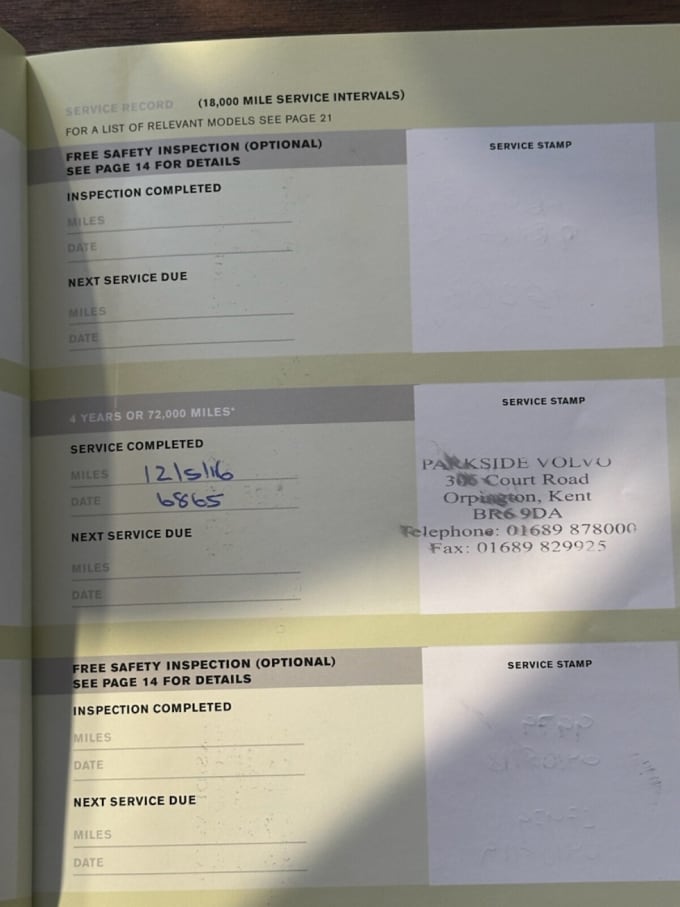 SERVICE RECORD (18,000 MILE SERVICE INTERVALS)
FOR A LIST OF RELEVANT MODELS SEE PAGE 21
FREE SAFETY INSPECTION (OPTIONAL)
SEE PAGE 14 FOR DETAILS
SERVICE STAMP
INSPECTION COMPLETED
MILES
DATE
NEXT SERVICE DUE
MILES
DATE
4 YEARS OR 72,000 MILES*
SERVICE STAMP
SERVICE COMPLETED
MILES 12/5/16
DATE 6865
NEXT SERVICE DUE
MILES
DATE
PARKSIDE VOLVO
306 Court Road
Orpington, Kent
BR6 9DA
Telephone: 01689 878000
Fax: 01689 829925
FREE SAFETY INSPECTION (OPTIONAL)
SEE PAGE 14 FOR DETAILS
SERVICE STAMP
INSPECTION COMPLETED
MILES
DATE
NEXT SERVICE DUE
MILES
DATE